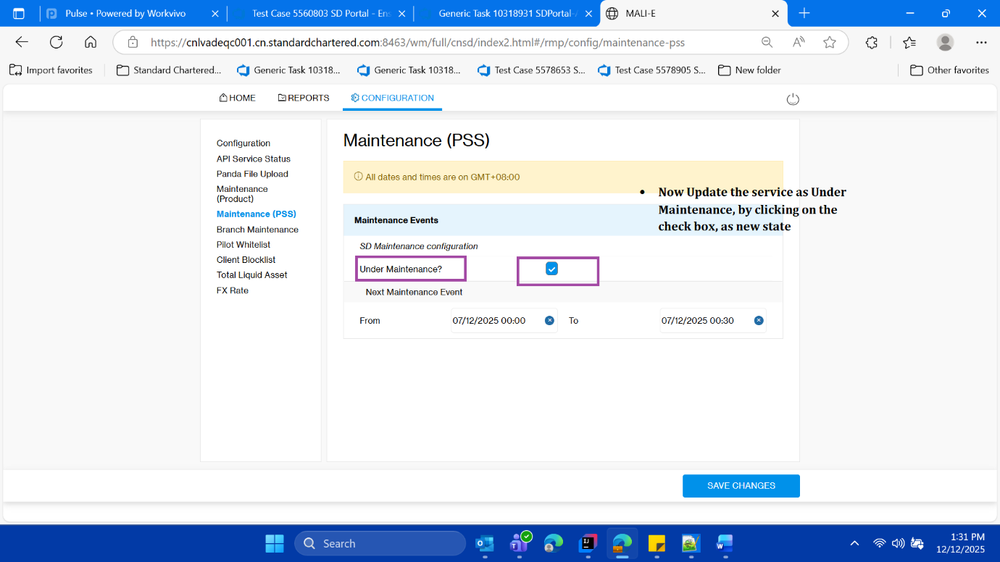 Pulse • Powered by Workvivo
Test Case 5560803 SD Portal - Ens
Generic Task 10318931 SDPortal-A
MALI-E
https://cnlvadeqc001.cn.standardchartered.com:8463/wm/full/cnsd/index2.html#/rmp/config/maintenance-pss
Import favorites
Standard Chartered...
Generic Task 10318...
Generic Task 10318...
Test Case 5578653 S...
Test Case 5578905 S...
New folder
Other favorites
HOME
REPORTS
CONFIGURATION
Configuration
API Service Status
Panda File Upload
Maintenance
(Product)
Maintenance (PSS)
Branch Maintenance
Pilot Whitelist
Client Blocklist
Total Liquid Asset
FX Rate
Maintenance (PSS)
All dates and times are on GMT+08:00
• Now Update the service as Under
Maintenance, by clicking on the
check box, as new state
Maintenance Events
SD Maintenance configuration
Under Maintenance?
Next Maintenance Event
From 07/12/2025 00:00 To 07/12/2025 00:30
SAVE CHANGES
Search
1:31 PM
12/12/2025